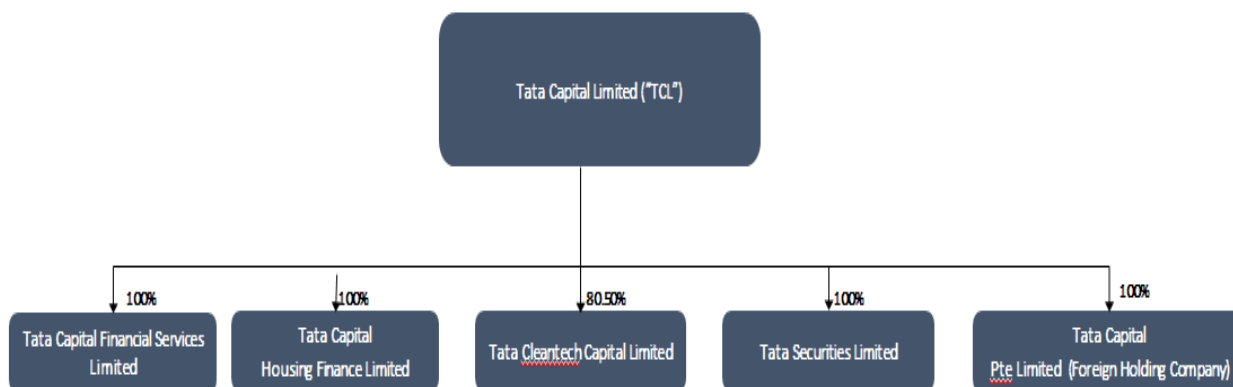 Tata Capital Limited (“TCL”)
100%
100%
80.50%
100%
100%
Tata Capital Financial Services
Limited
Tata Capital
Housing Finance Limited
Tata Cleantech Capital Limited
Tata Securities Limited
Tata Capital
Pte Limited (Foreign Holding Company)